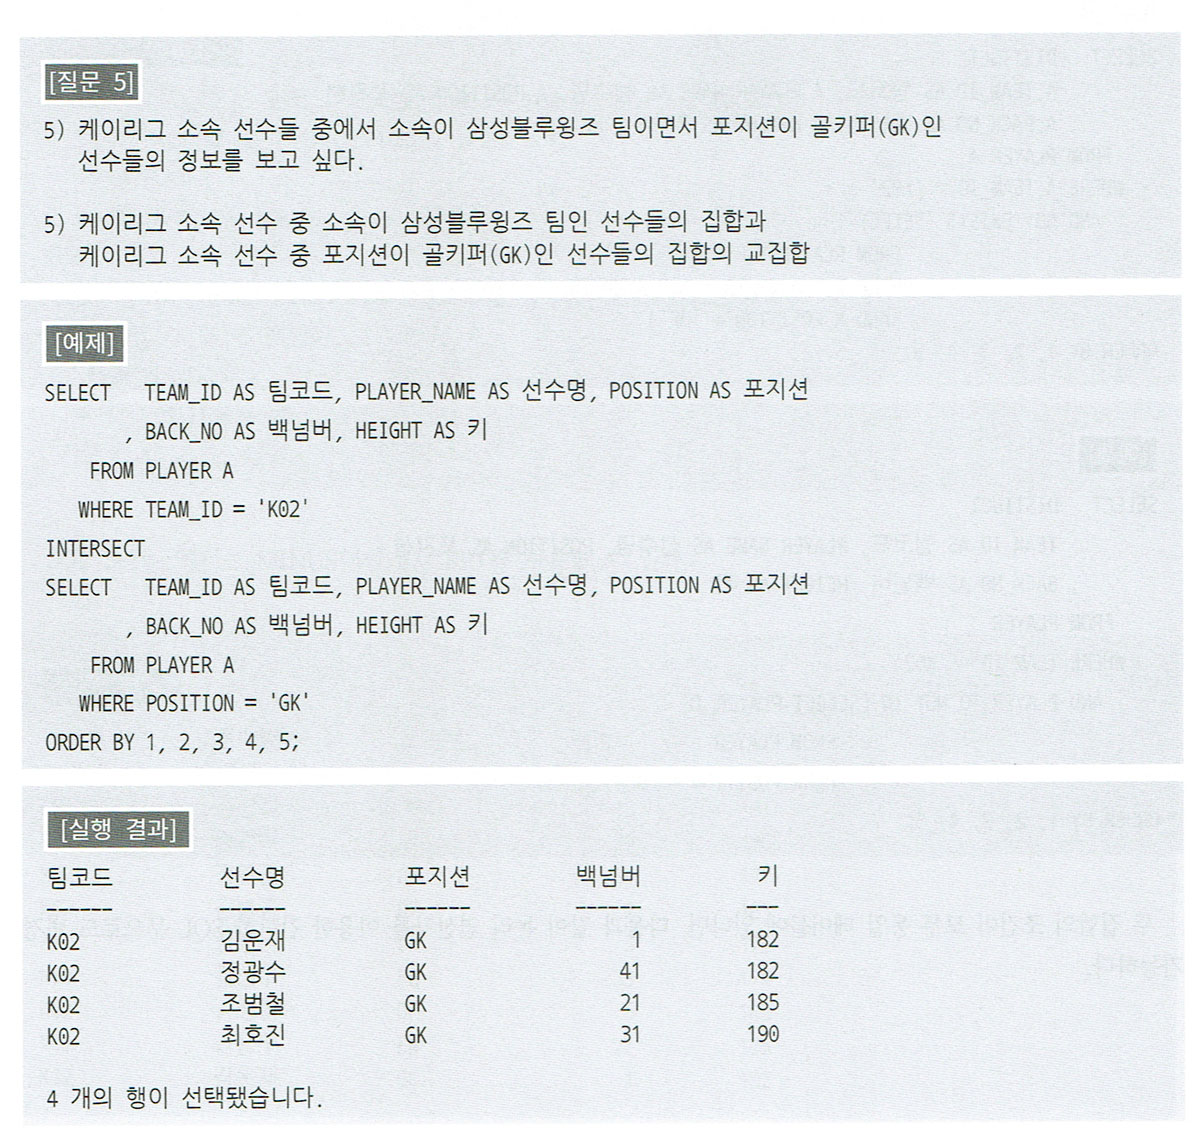 [질문 5]
5) 케이리그 소속 선수들 중에서 소속이 삼성블루윙즈 팀이면서 포지션이 골키퍼(GK)인
선수들의 정보를 보고 싶다.
5) 케이리그 소속 선수 중 소속이 삼성블루윙즈 팀인 선수들의 집합과
케이리그 소속 선수 중 포지션이 골키퍼(GK)인 선수들의 집합의 교집합
[예제]
SELECT TEAM_ID AS 팀코드, PLAYER_NAME AS 선수명, POSITION AS 포지션
, BACK_NO AS 백넘버, HEIGHT AS 키
FROM PLAYER A
WHERE TEAM_ID = 'K02'
INTERSECT
SELECT TEAM_ID AS 팀코드, PLAYER_NAME AS 선수명, POSITION AS 포지션
, BACK_NO AS 백넘버, HEIGHT AS 키
FROM PLAYER A
WHERE POSITION = 'GK'
ORDER BY 1, 2, 3, 4, 5;
[실행 결과]
팀코드 선수명 포지션 백넘버 키
------ ------ ------ ------ ---
K02 김운재 GK 1 182
K02 정광수 GK 41 182
K02 조범철 GK 21 185
K02 최호진 GK 31 190
4 개의 행이 선택됐습니다.